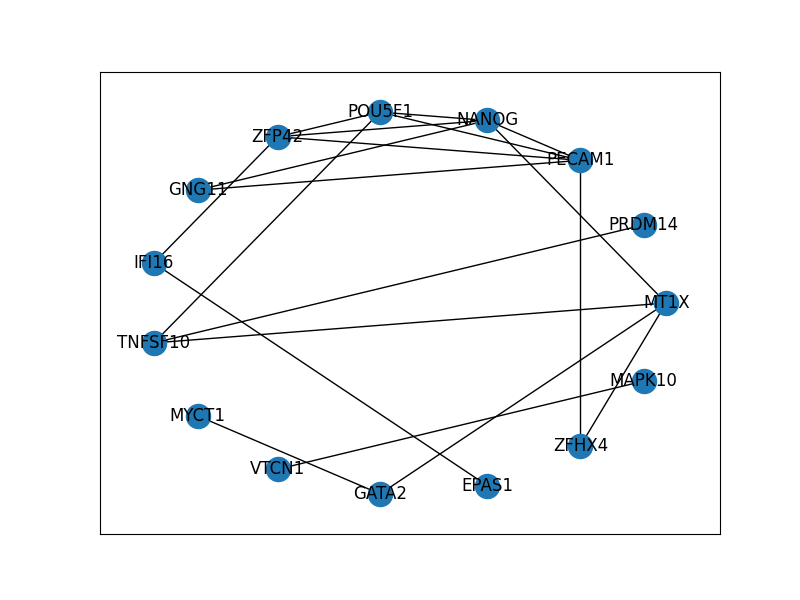 POU5F1
NANOG
ZFP42
PECAM1
GNG11
PRDM14
IFI16
MT1X
TNFSF10
MAPK10
MYCT1
ZFHX4
VTCN1
EPAS1
GATA2